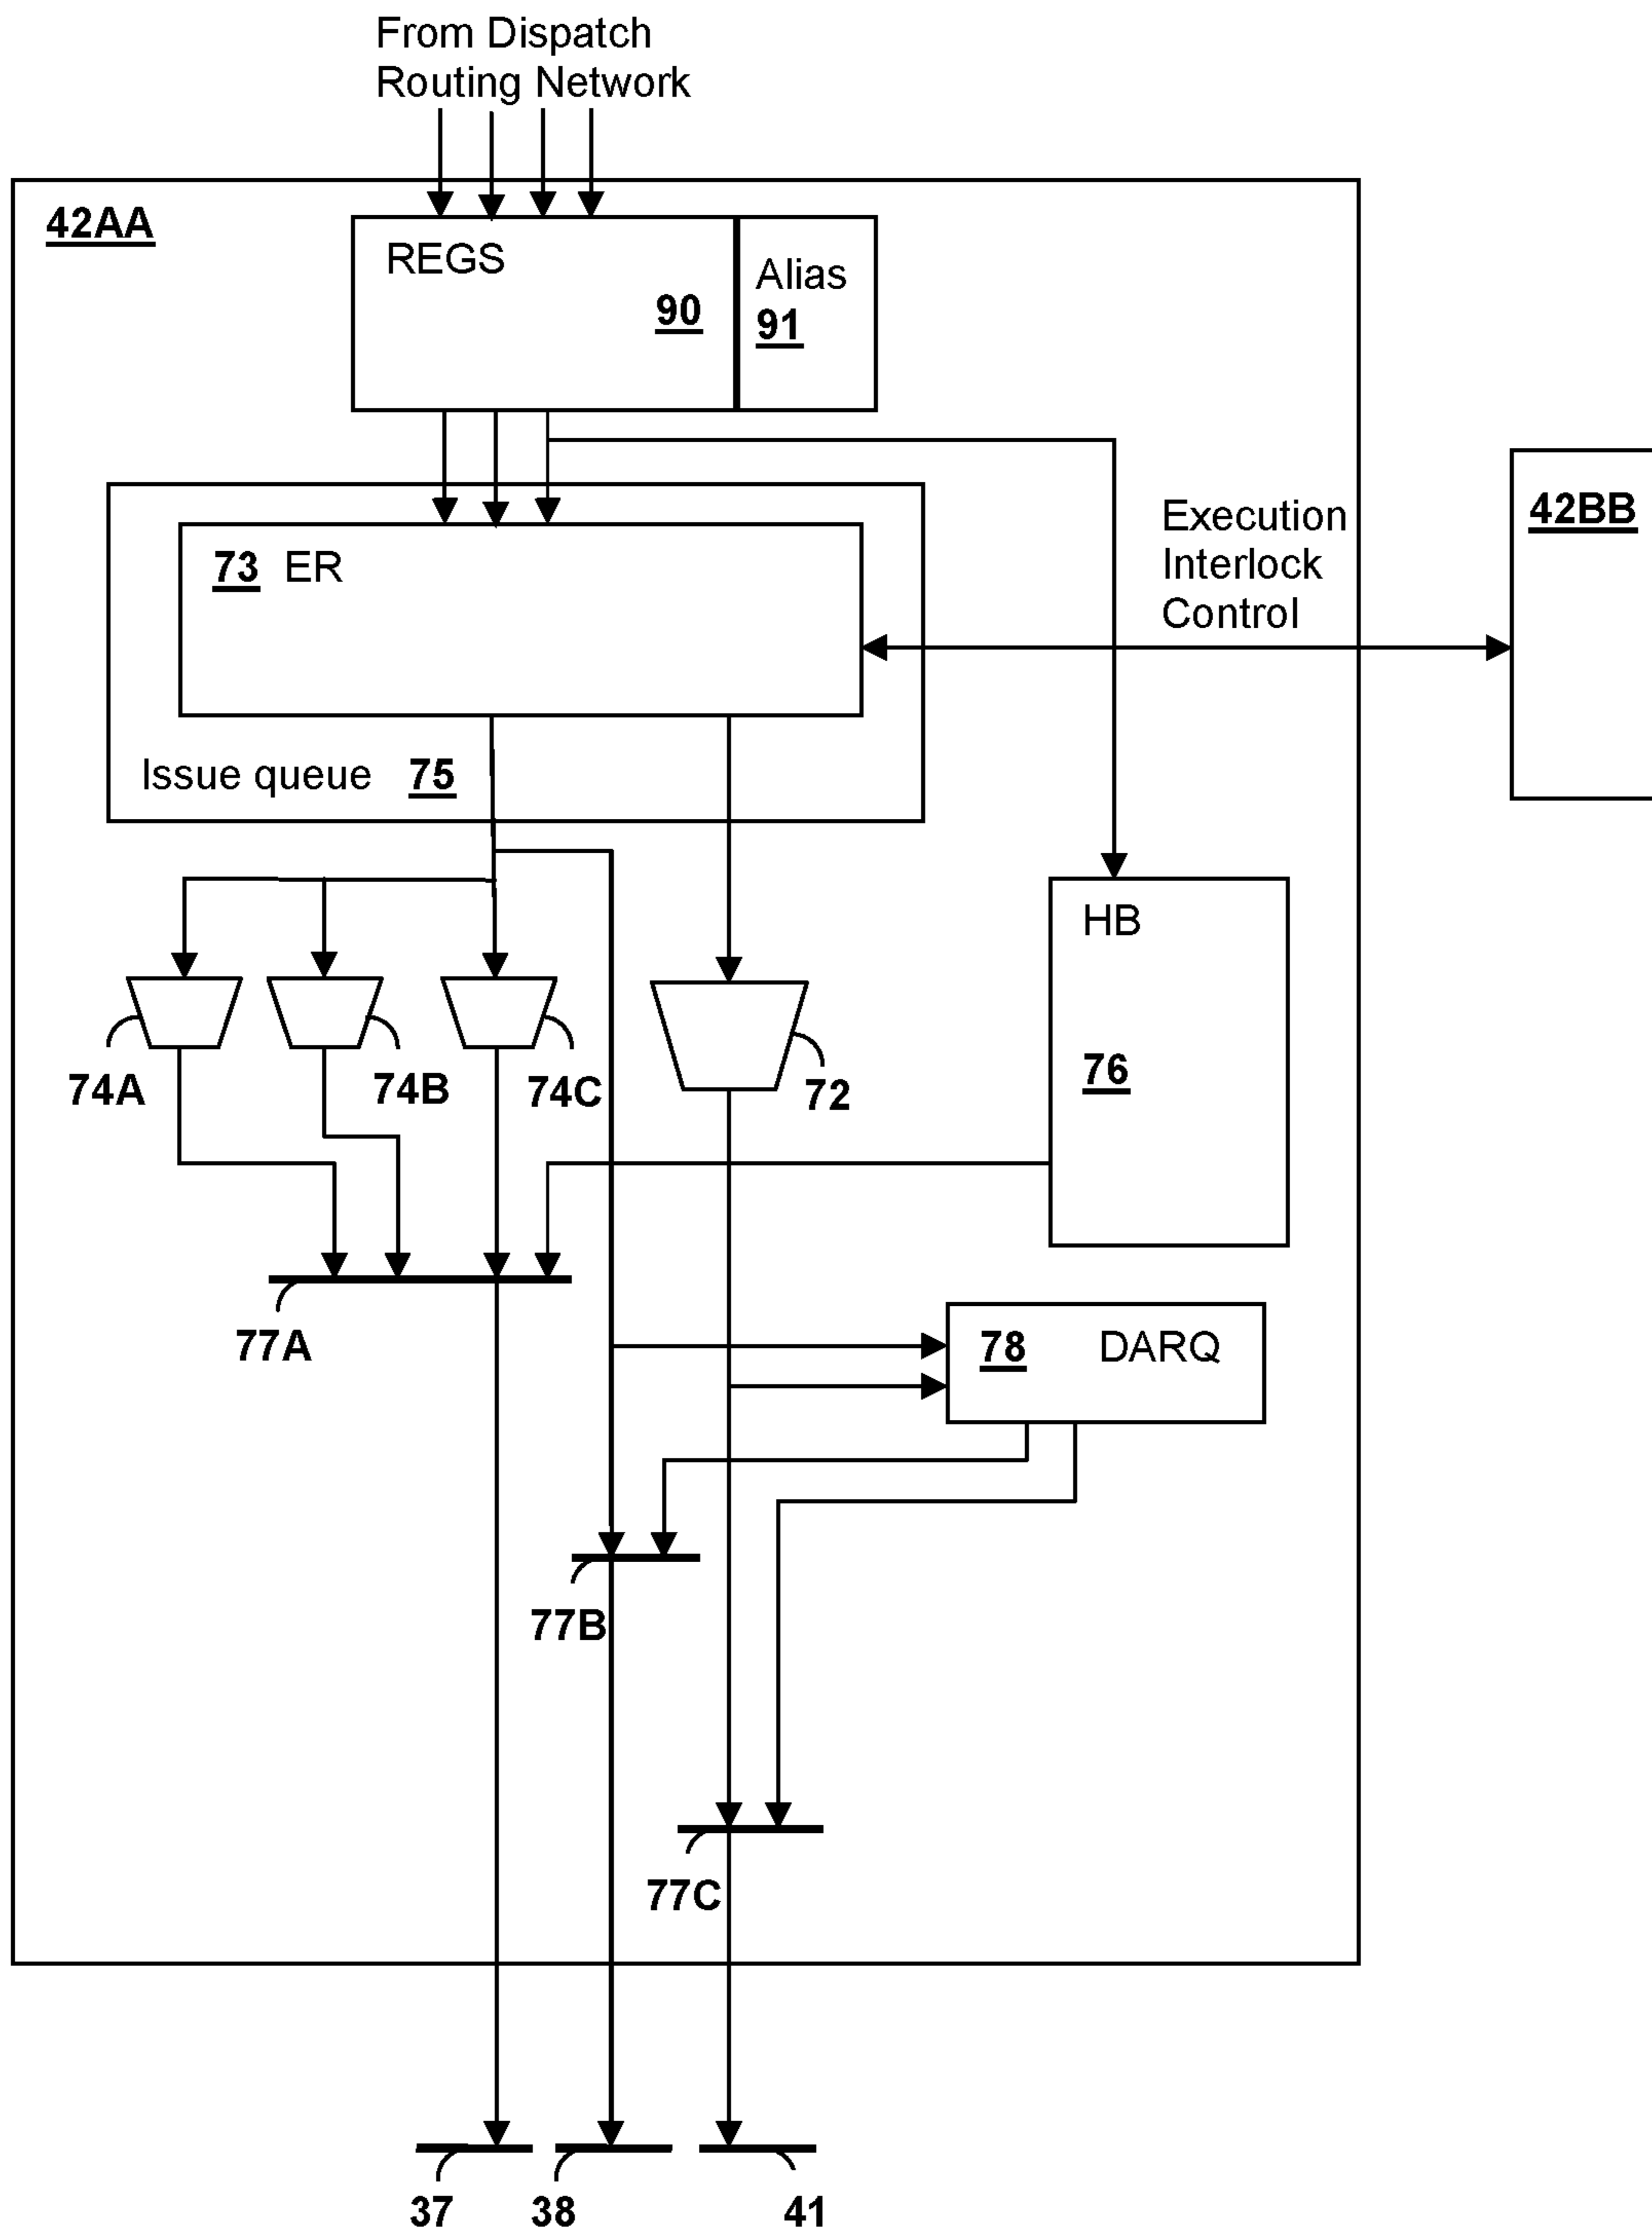 From Dispatch
Routing Network
42AA
REGS
90
Alias
91
73 ER
Execution
Interlock
Control
42BB
Issue queue 75
HB
76
74A
74B
74C
72
77A
78 DARQ
77B
77C
37
38
41